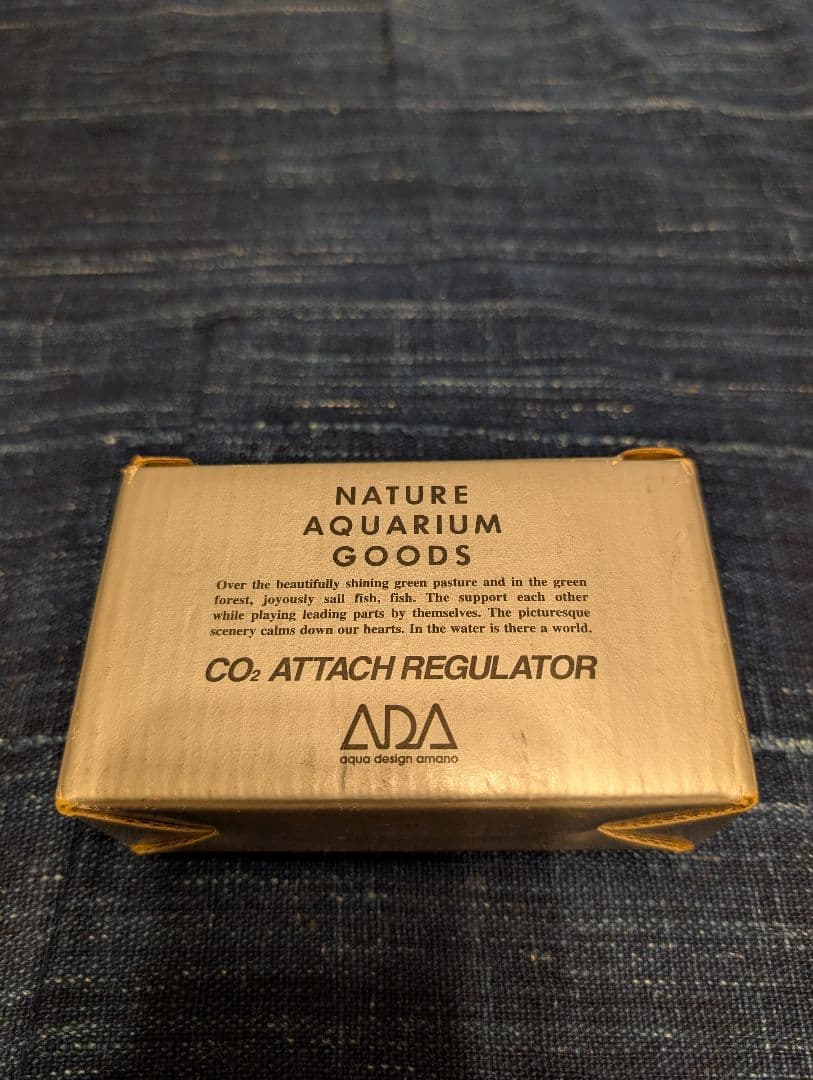 NATURE
AQUARIUM
GOODS
Over the beautifully shining green pasture and in the green
forest, joyously sail fish, fish. The support each other
while playing leading parts by themselves. The picturesque
scenery calms down our hearts. In the water is there a world.
CO₂ ATTACH REGULATOR
ADA
aqua design amano